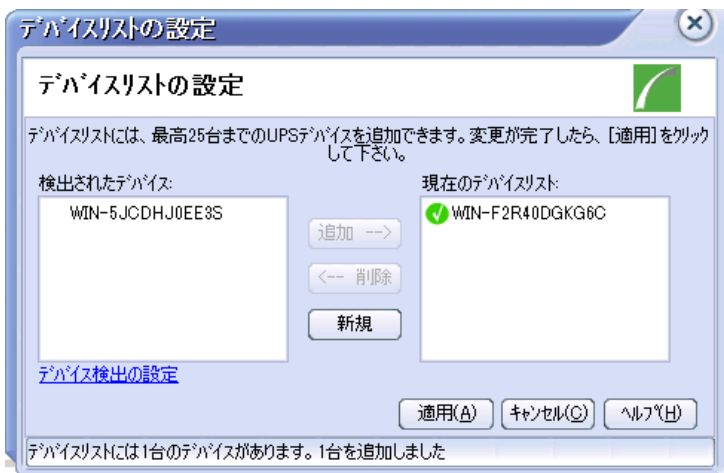 デバイスリストの設定
デバイスリストの設定
デバイスリストには、最高25台までのUPSデバイスを追加できます。変更が完了したら、[適用]をクリック
して下さい。
検出されたデバイス:
現在のデバイスリスト:
WIN-5JCDHJ0EE3S
WIN-F2R40DGKG6C
追加 -->
<-- 削除
新規
デバイス検出の設定
適用(A)
キャンセル(C)
ヘルプ(H)
デバイスリストには1台のデバイスがあります。1台を追加しました